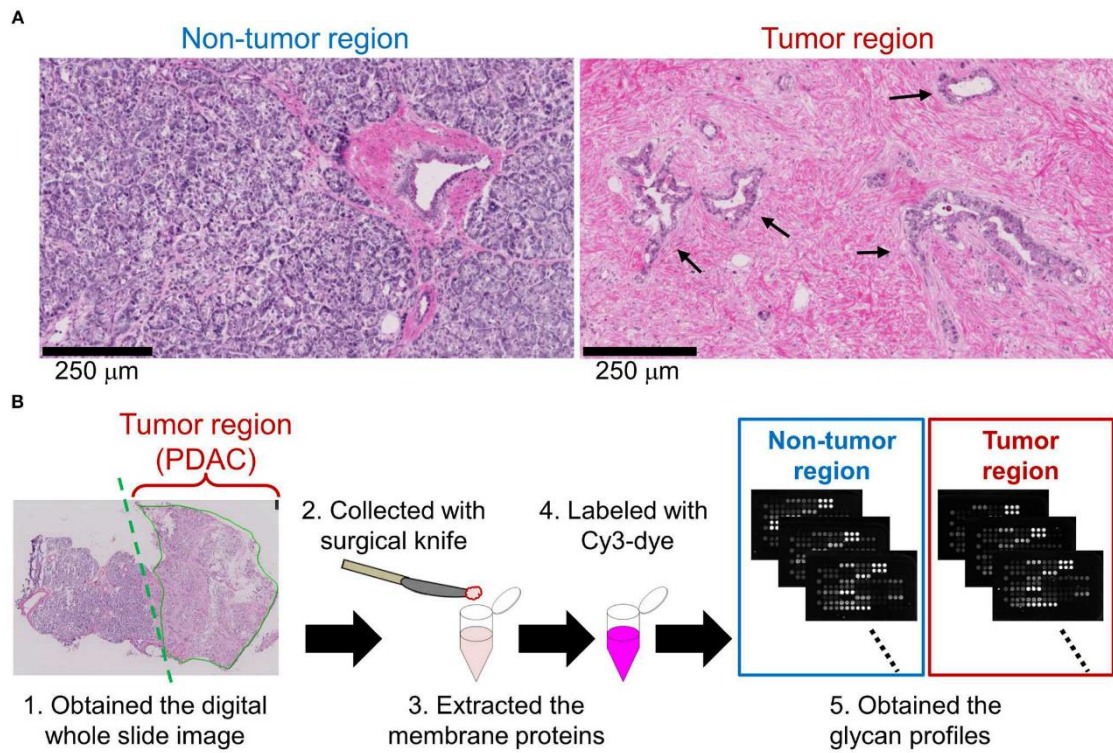 A
Non-tumor region
Tumor region
250 μm
250 μm
B
Tumor region
(PDAC)
1. Obtained the digital
whole slide image
2. Collected with
surgical knife
3. Extracted the
membrane proteins
4. Labeled with
Cy3-dye
Non-tumor
region
Tumor
region
5. Obtained the
glycan profiles